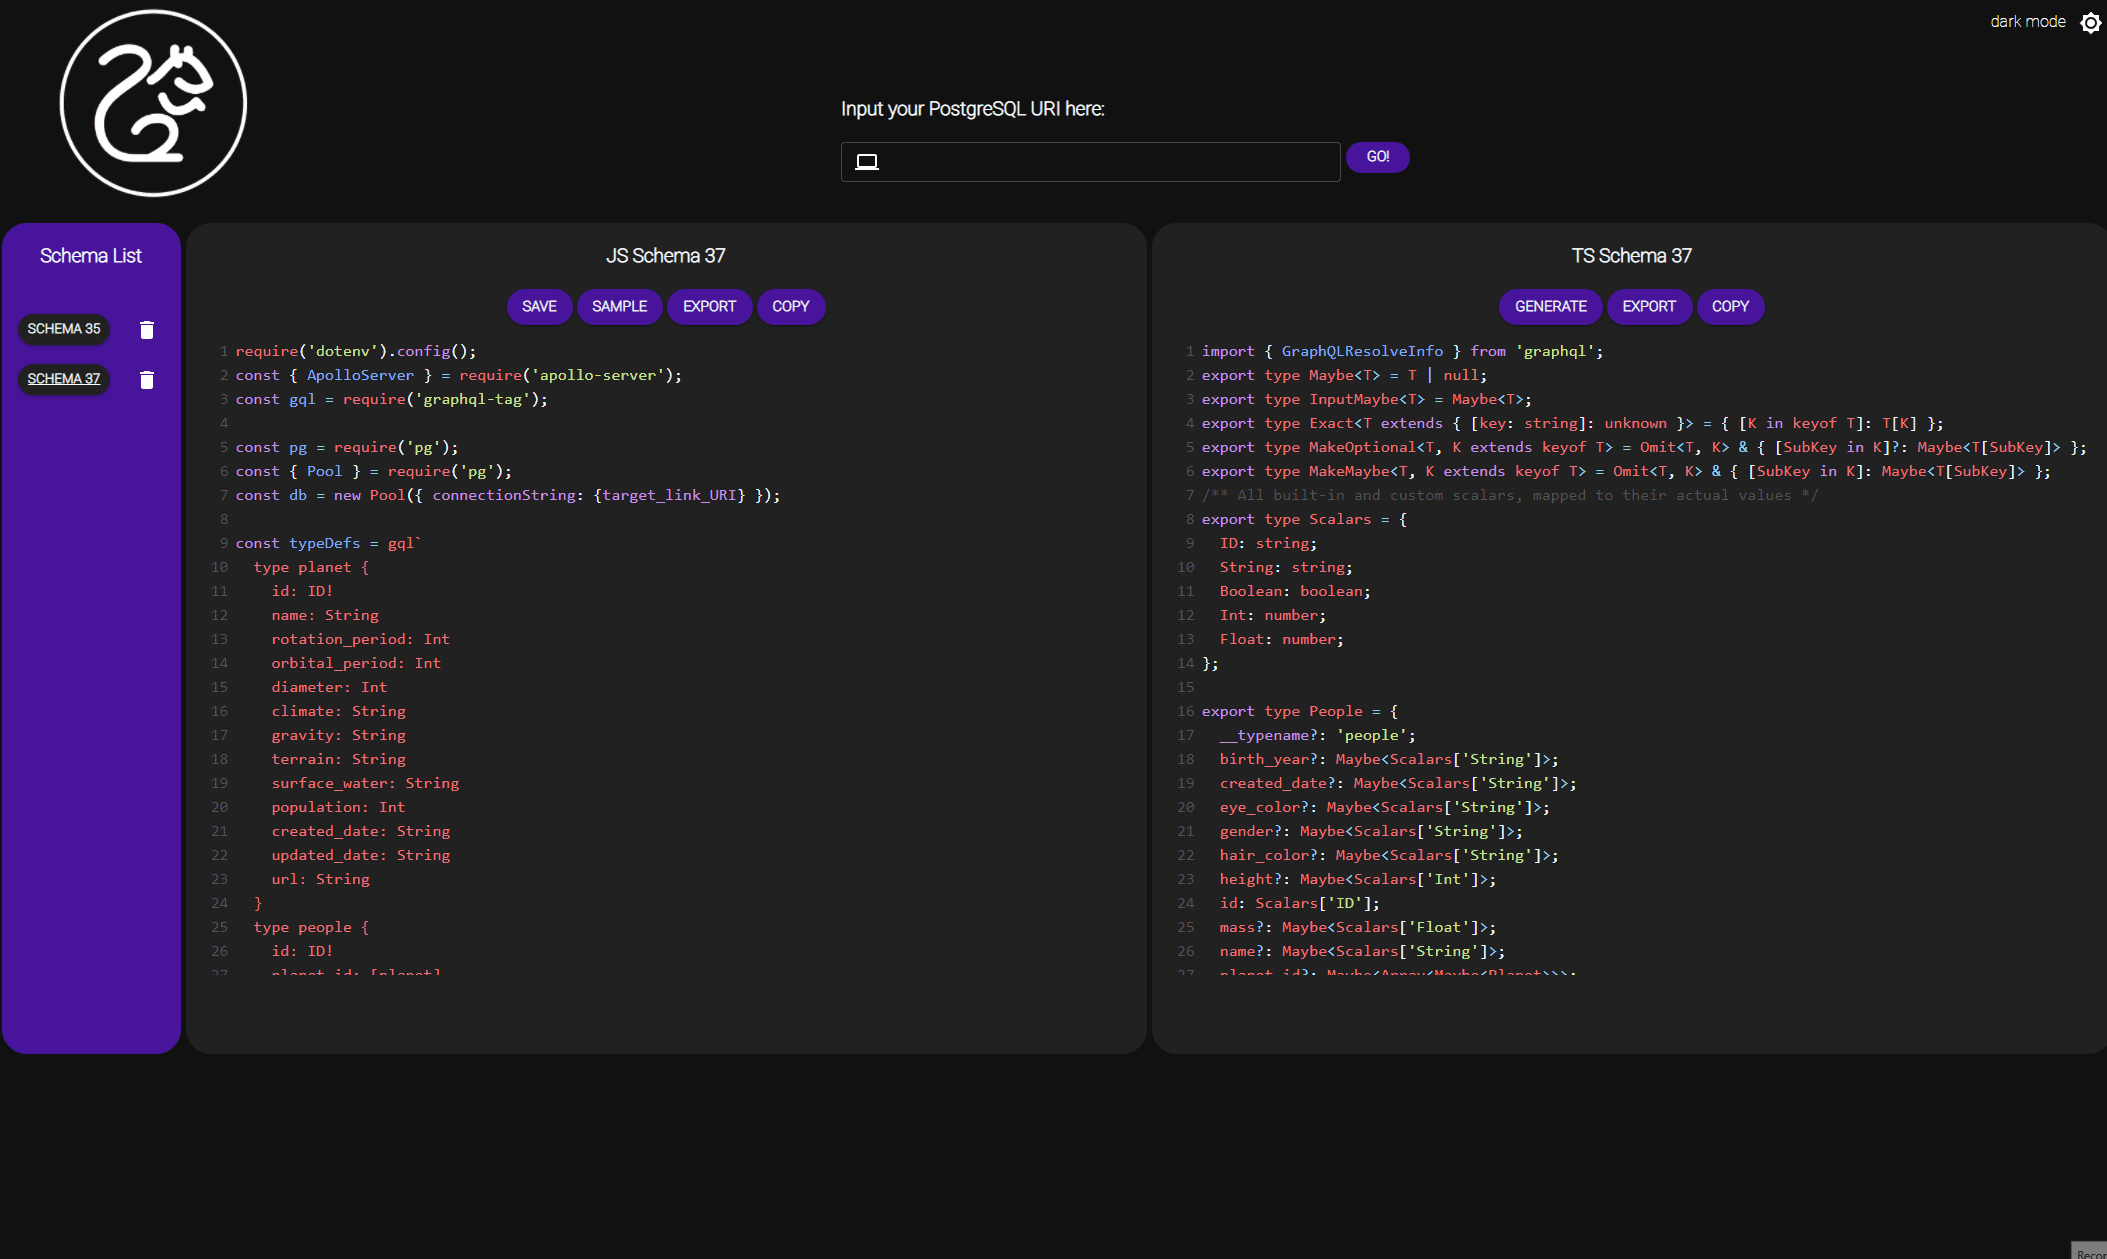 dark mode
Input your PostgreSQL URI here:
GO!
Schema List
SCHEMA 35
SCHEMA 37
JS Schema 37
SAVE SAMPLE EXPORT COPY
1 require('dotenv').config();
2 const { ApolloServer } = require('apollo-server');
3 const gql = require('graphql-tag');
4
5 const pg = require('pg');
6 const { Pool } = require('pg');
7 const db = new Pool({ connectionString: {target_link_URI} });
8
9 const typeDefs = gql`
10 type planet {
11 id: ID!
12 name: String
13 rotation_period: Int
14 orbital_period: Int
15 diameter: Int
16 climate: String
17 gravity: String
18 terrain: String
19 surface_water: String
20 population: Int
21 created_date: String
22 updated_date: String
23 url: String
24 }
25 type people {
26 id: ID!
27 planet_id: [planet]
TS Schema 37
GENERATE EXPORT COPY
1 import { GraphQLResolveInfo } from 'graphql';
2 export type Maybe<T> = T | null;
3 export type InputMaybe<T> = Maybe<T>;
4 export type Exact<T extends { [key: string]: unknown }> = { [K in keyof T]: T[K] };
5 export type MakeOptional<T, K extends keyof T> = Omit<T, K> & { [SubKey in K]?: Maybe<T[SubKey]> };
6 export type MakeMaybe<T, K extends keyof T> = Omit<T, K> & { [SubKey in K]: Maybe<T[SubKey]> };
7 /** All built-in and custom scalars, mapped to their actual values */
8 export type Scalars = {
9 ID: string;
10 String: string;
11 Boolean: boolean;
12 Int: number;
13 Float: number;
14 };
15
16 export type People = {
17 __typename?: 'people';
18 birth_year?: Maybe<Scalars['String']>;
19 created_date?: Maybe<Scalars['String']>;
20 eye_color?: Maybe<Scalars['String']>;
21 gender?: Maybe<Scalars['String']>;
22 hair_color?: Maybe<Scalars['String']>;
23 height?: Maybe<Scalars['Int']>;
24 id: Scalars['ID'];
25 mass?: Maybe<Scalars['Float']>;
26 name?: Maybe<Scalars['String']>;
27 planet_id?: Maybe<Array<Maybe<Planet>>>;
Recor